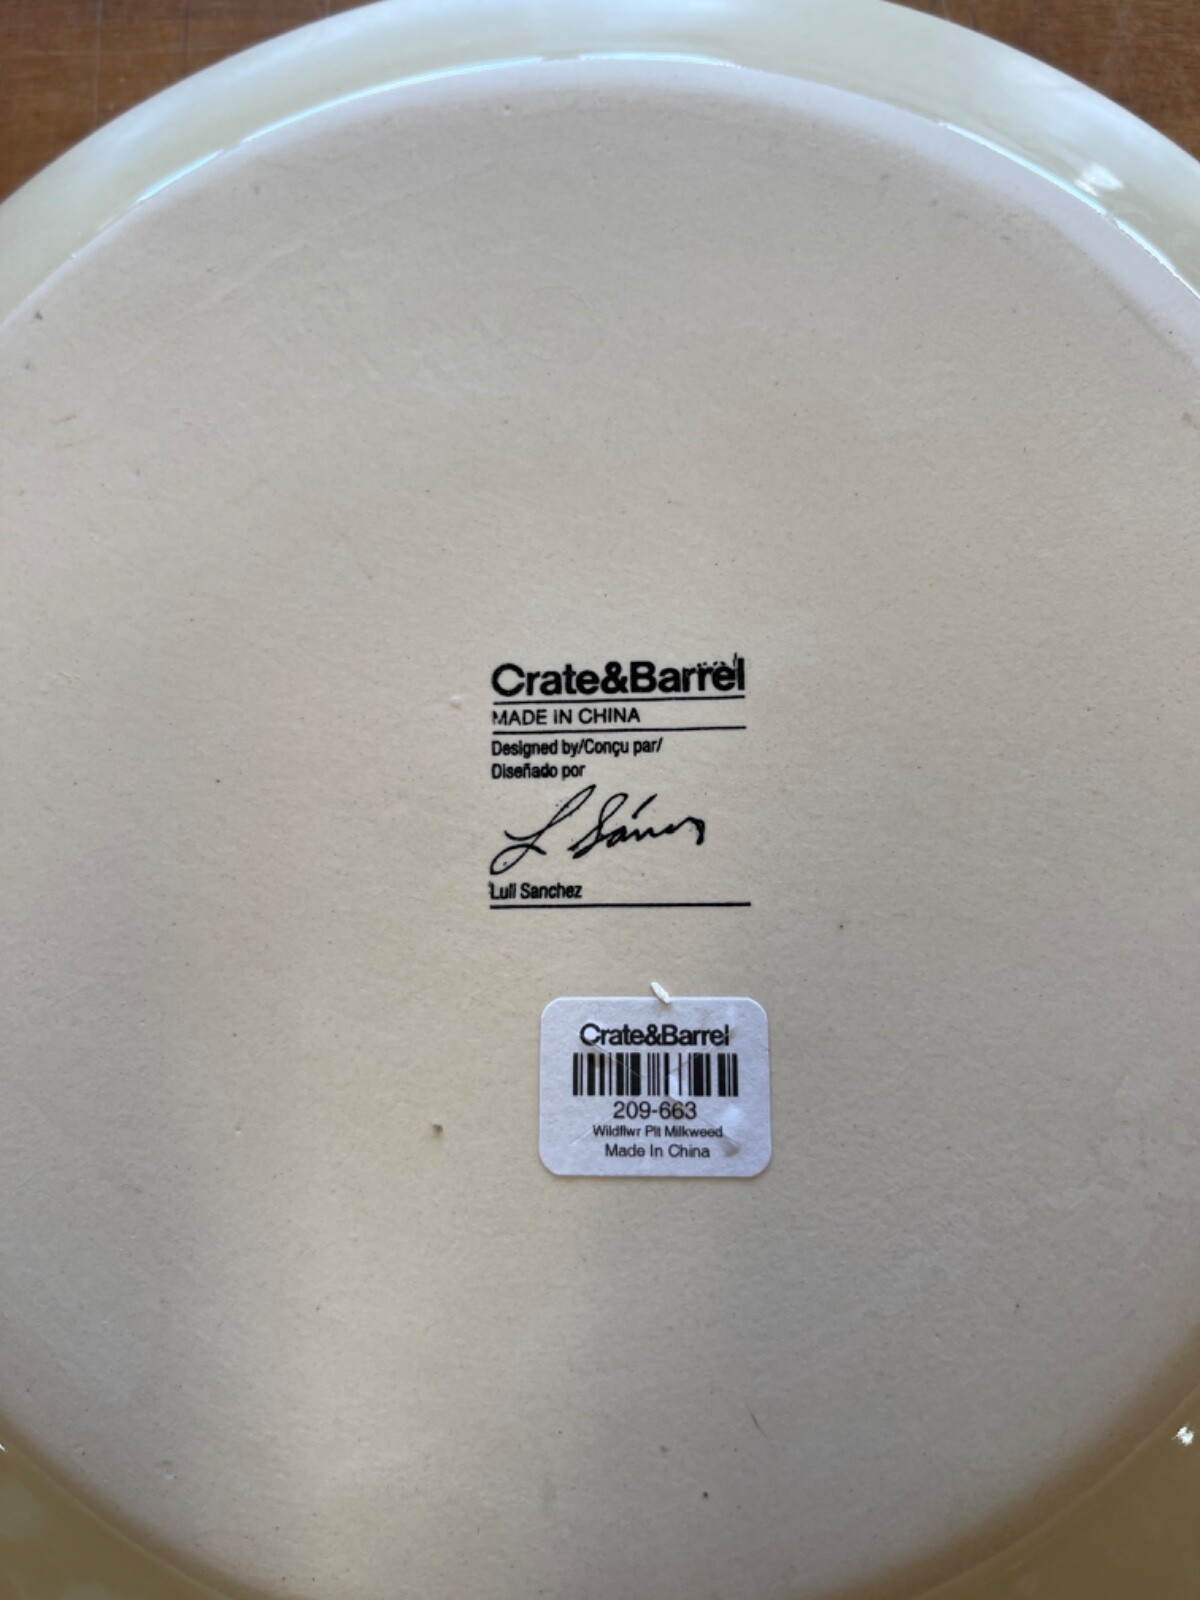 Crate&Barrel
MADE IN CHINA
Designed by/Conçu par/
Diseñado por
L Sánchez
Luli Sanchez
Crate&Barrel
209-663
Wildflwr Plt Milkweed
Made In China